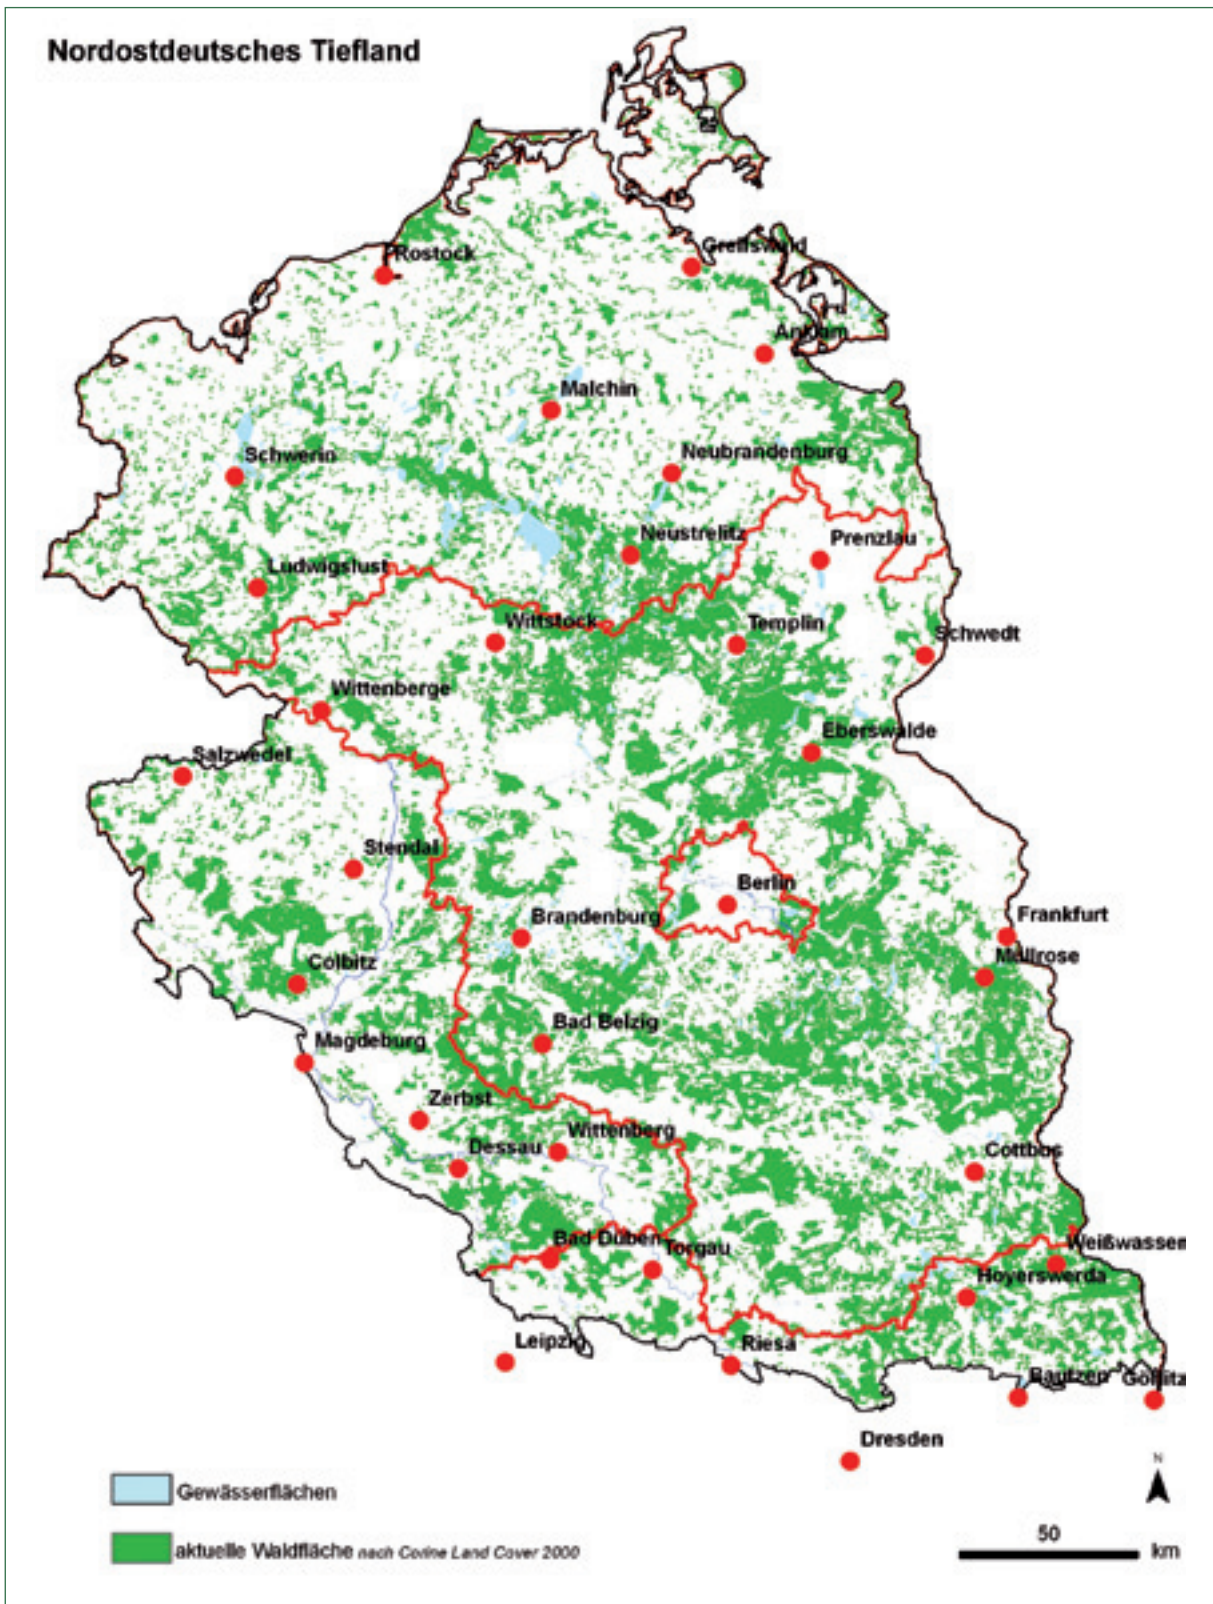 Nordostdeutsches Tiefland
Rostock
Greifswald
Anklam
Malchin
Schwerin
Neubrandenburg
Neustrelitz
Prenzlau
Ludwigslust
Wittstock
Templin
Schwedt
Wittenberge
Eberswalde
Salzwedel
Stendal
Berlin
Brandenburg
Frankfurt
Müllrose
Colbitz
Bad Belzig
Magdeburg
Zerbst
Wittenberg
Dessau
Cottbus
Bad Düben
Torgau
Weißwasser
Hoyerswerda
Leipzig
Riesa
Bautzen
Görlitz
Dresden
N
Gewässerflächen
50
aktuelle Waldfläche nach Corine Land Cover 2000
km